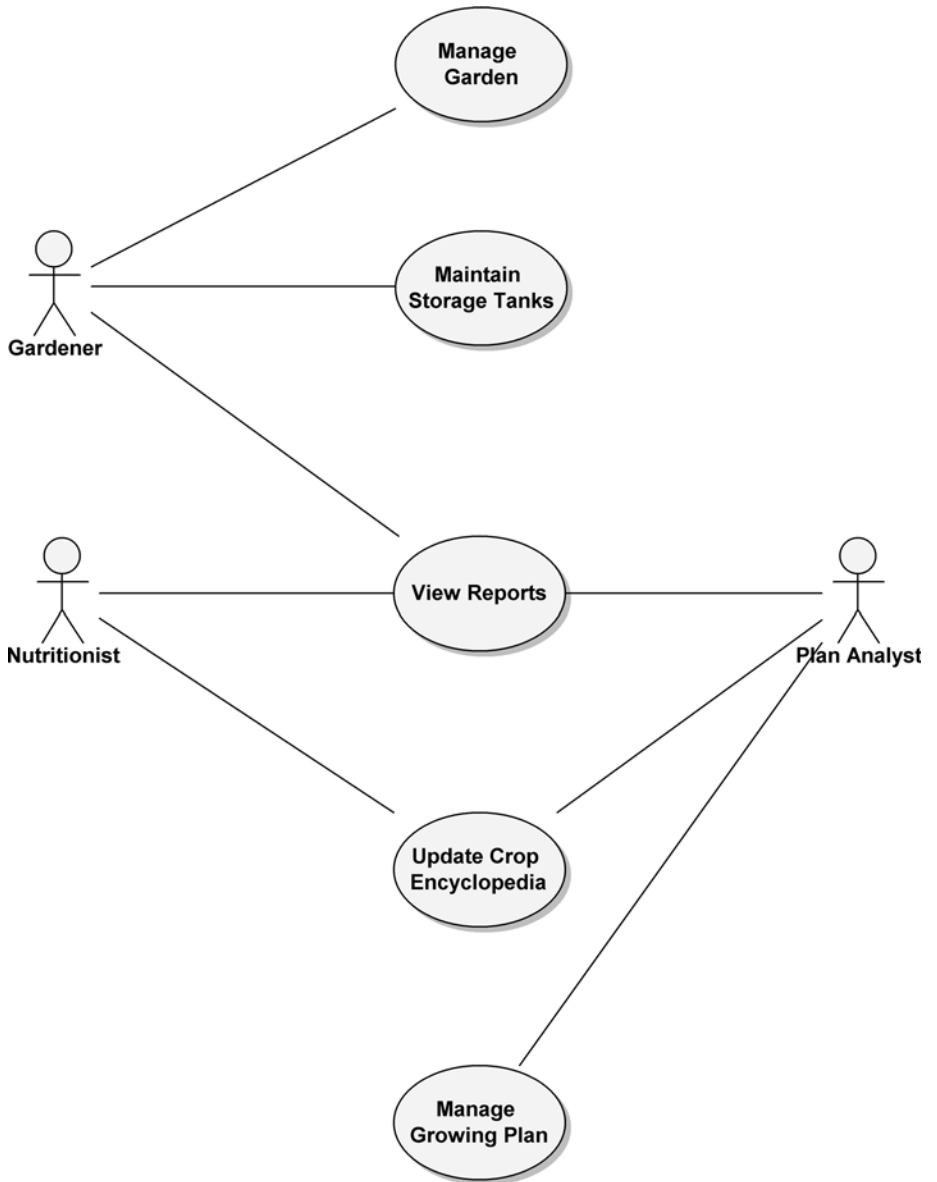 Manage
Garden
Maintain
Storage Tanks
Gardener
View Reports
Nutritionist
Plan Analyst
Update Crop
Encyclopedia
Manage
Growing Plan